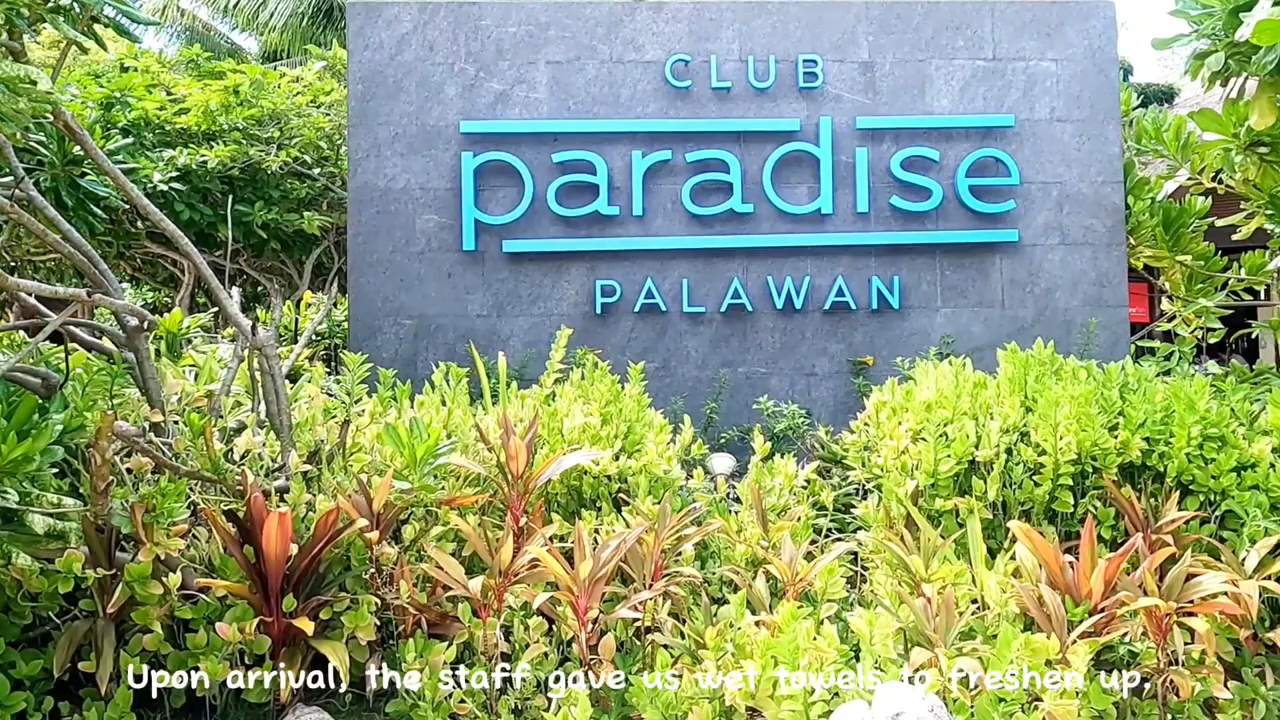 CLUB
paradise
PALAWAN
Upon arrival, the staff gave us wet towels to freshen up,